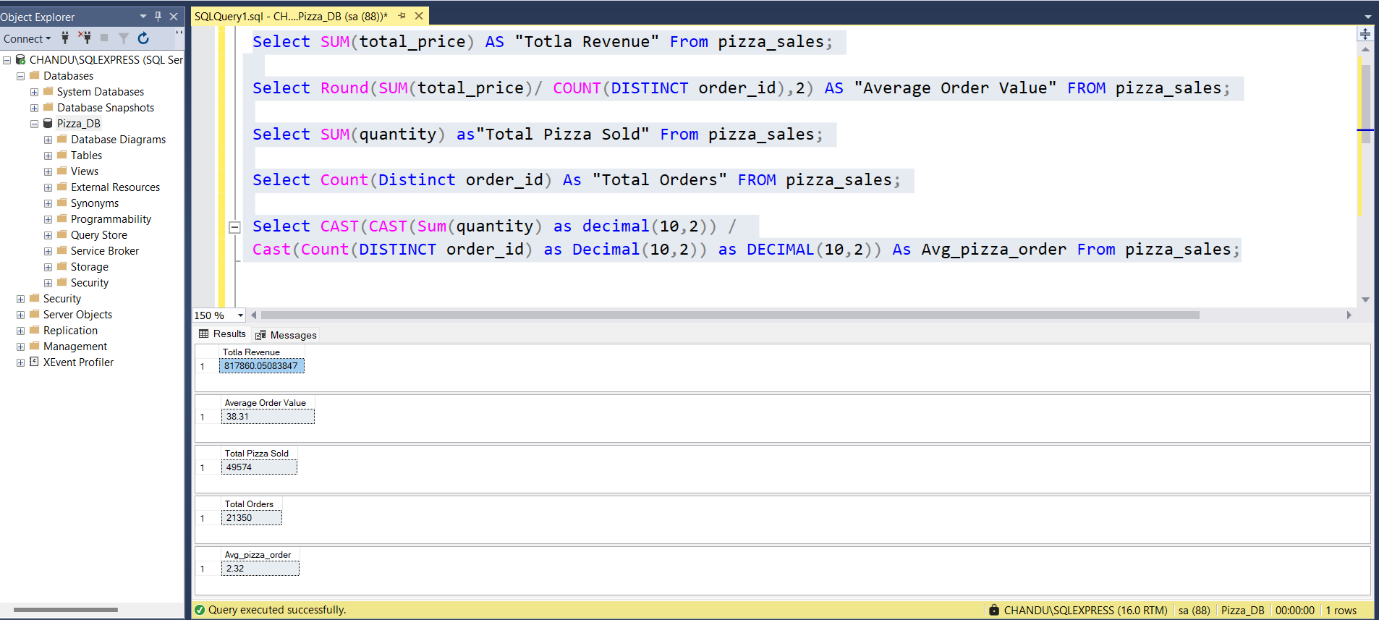 Object Explorer
Connect
CHANDU\SQLEXPRESS (SQL Ser
Databases
System Databases
Database Snapshots
Pizza_DB
Database Diagrams
Tables
Views
External Resources
Synonyms
Programmability
Query Store
Service Broker
Storage
Security
Security
Server Objects
Replication
Management
XEvent Profiler
SQLQuery1.sql - CH....Pizza_DB (sa (88))*
Select SUM(total_price) AS "Totla Revenue" From pizza_sales;
Select Round(SUM(total_price)/ COUNT(DISTINCT order_id),2) AS "Average Order Value" FROM pizza_sales;
Select SUM(quantity) as"Total Pizza Sold" From pizza_sales;
Select Count(Distinct order_id) As "Total Orders" FROM pizza_sales;
Select CAST(CAST(Sum(quantity) as decimal(10,2)) /
Cast(Count(DISTINCT order_id) as Decimal(10,2)) as DECIMAL(10,2)) As Avg_pizza_order From pizza_sales;
150 %
Results Messages
Totla Revenue
1 817860.05083847
Average Order Value
1 38.31
Total Pizza Sold
1 49574
Total Orders
1 21350
Avg_pizza_order
1 2.32
Query executed successfully. CHANDU\SQLEXPRESS (16.0 RTM) sa (88) Pizza_DB 00:00:00 1 rows